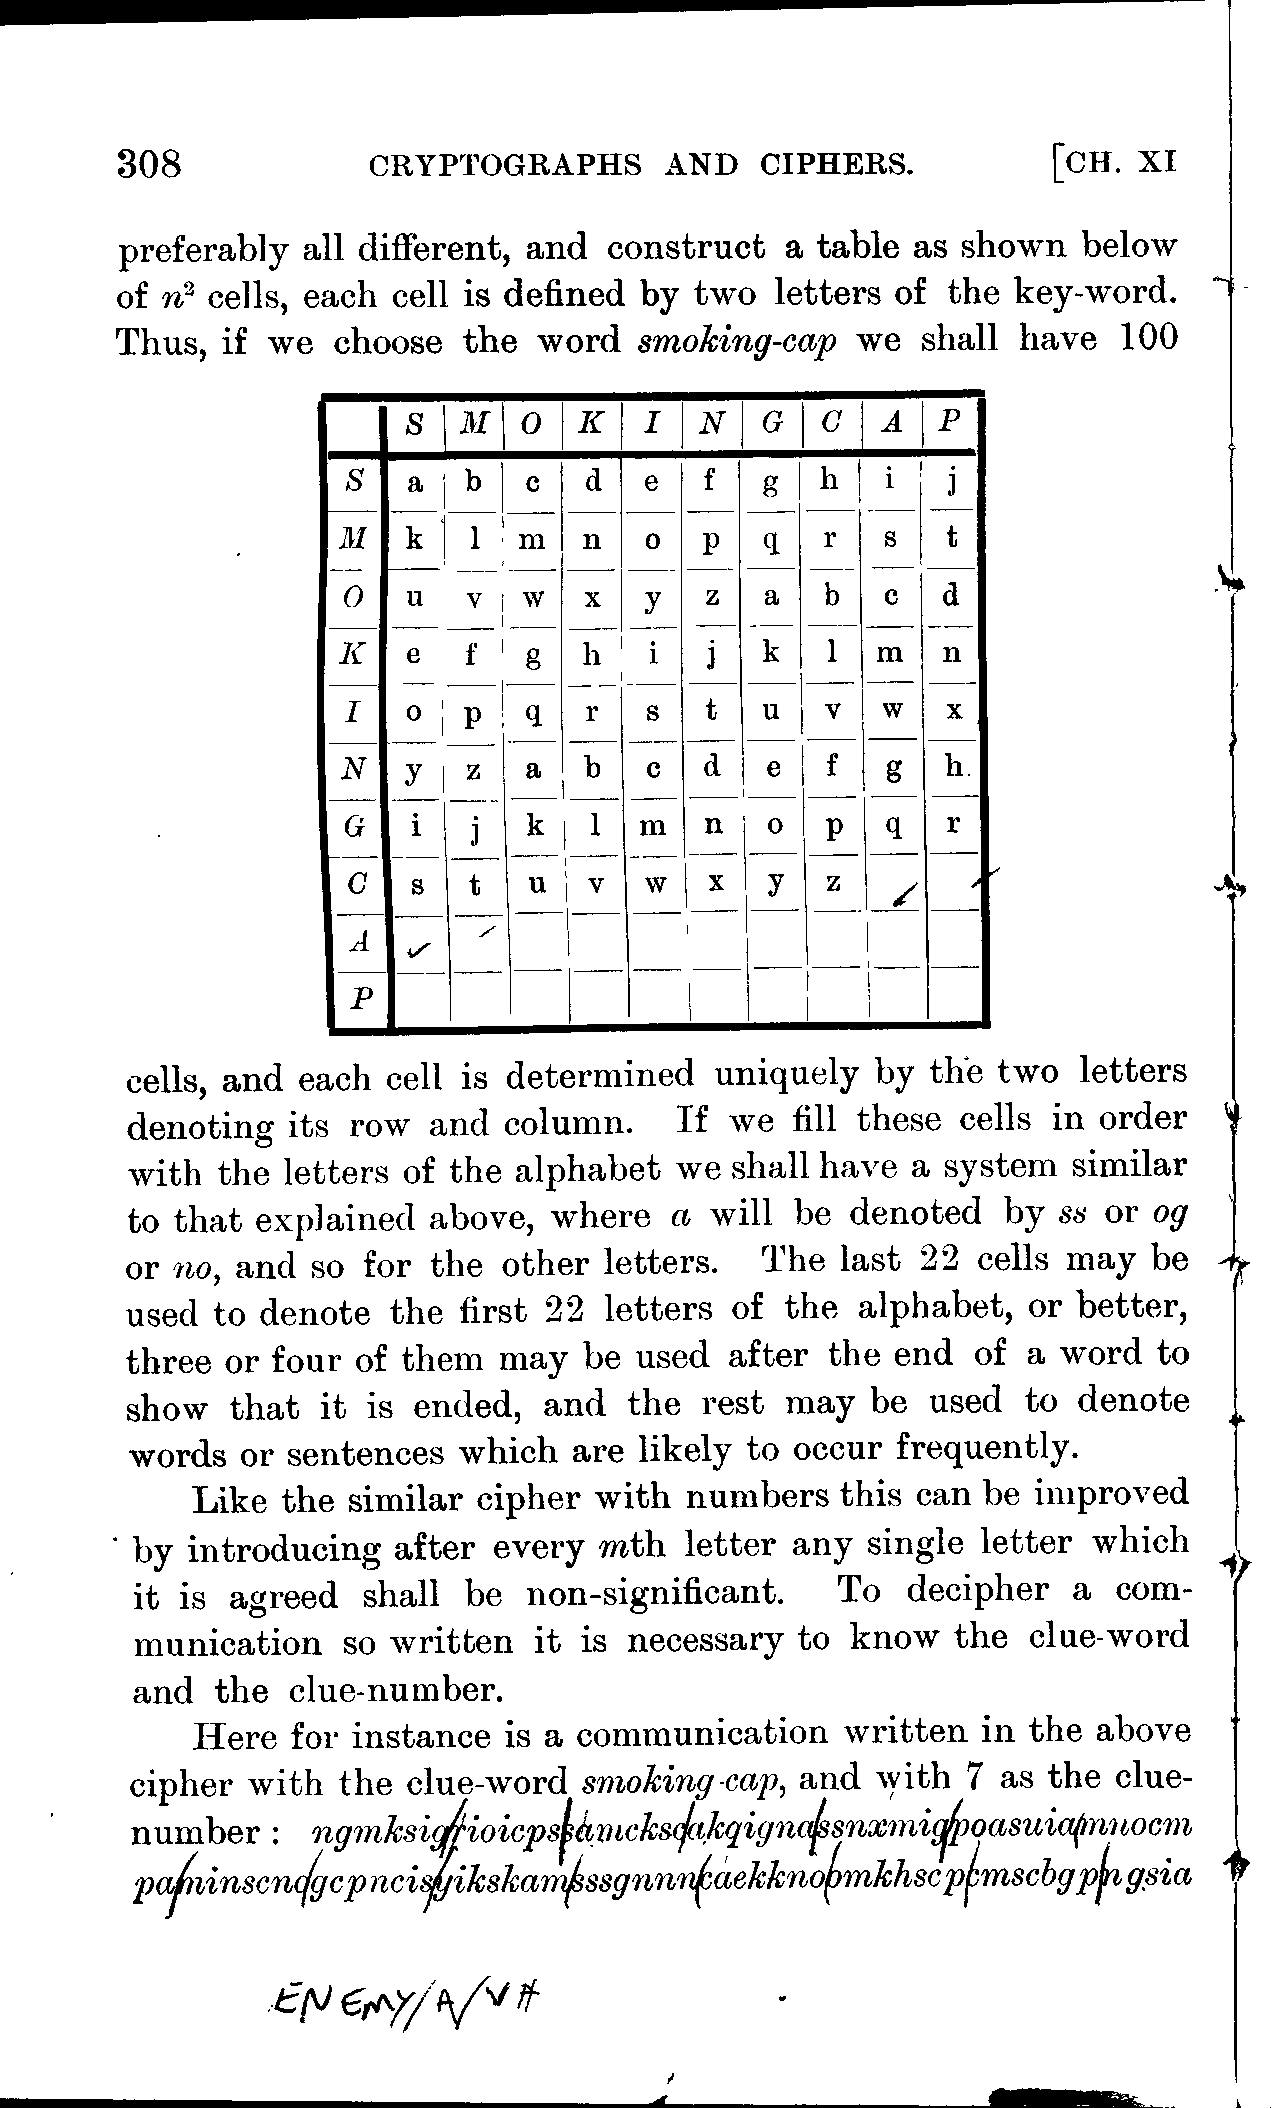 308 CRYPTOGRAPHS AND CIPHERS. [CH. XI
preferably all different, and construct a table as shown below
of n² cells, each cell is defined by two letters of the key-word.
Thus, if we choose the word smoking-cap we shall have 100
S M O K I N G C A P
S a b c d e f g h i j
M k l m n o p q r s t
O u v w x y z a b c d
K e f g h i j k l m n
I o p q r s t u v w x
N y z a b c d e f g h
G i j k l m n o p q r
C s t u v w x y z
A
P
cells, and each cell is determined uniquely by the two letters
denoting its row and column. If we fill these cells in order
with the letters of the alphabet we shall have a system similar
to that explained above, where a will be denoted by ss or og
or no, and so for the other letters. The last 22 cells may be
used to denote the first 22 letters of the alphabet, or better,
three or four of them may be used after the end of a word to
show that it is ended, and the rest may be used to denote
words or sentences which are likely to occur frequently.
Like the similar cipher with numbers this can be improved
by introducing after every mth letter any single letter which
it is agreed shall be non-significant. To decipher a com-
munication so written it is necessary to know the clue-word
and the clue-number.
Here for instance is a communication written in the above
cipher with the clue-word smoking-cap, and with 7 as the clue-
number :
ENEMY/A/VA